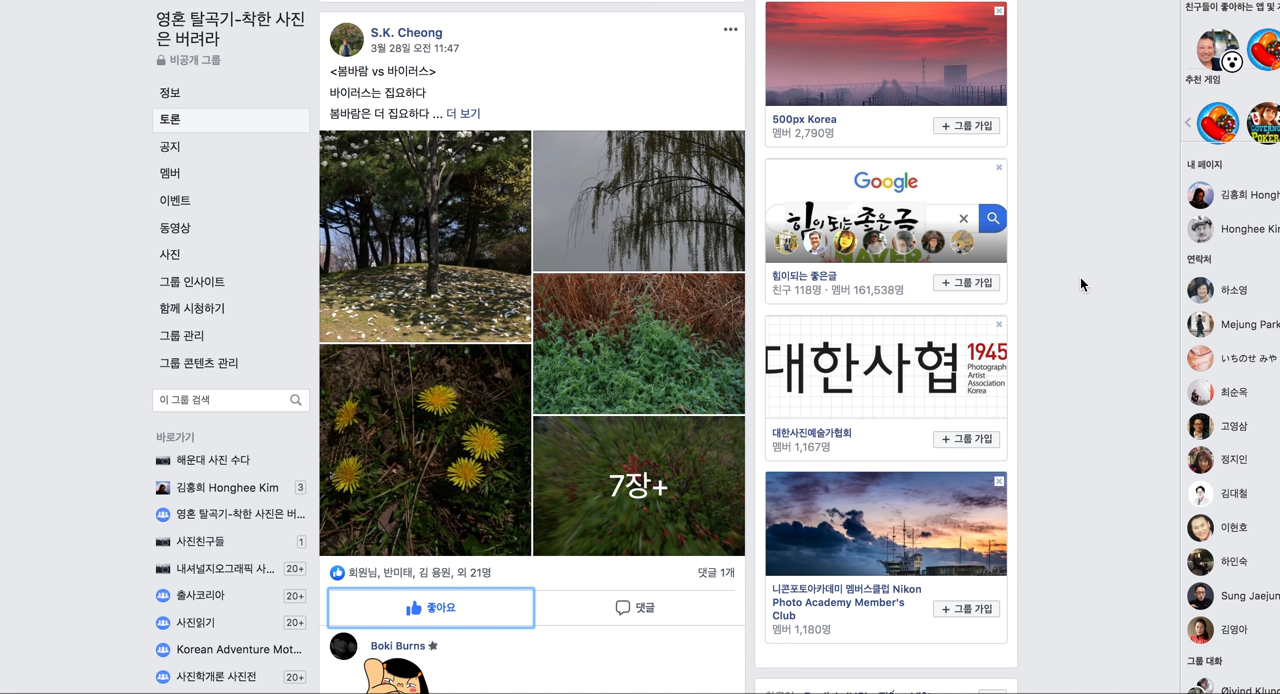 영혼 탈곡기-착한 사진
은 버려라
비공개 그룹
정보
토론
공지
멤버
이벤트
동영상
사진
그룹 인사이트
함께 시청하기
그룹 관리
그룹 콘텐츠 관리
이 그룹 검색
바로가기
해운대 사진 수다
김홍희 Honghee Kim 3
영혼 탈곡기-착한 사진은 버...
사진친구들 1
내셔널지오그래픽 사... 20+
출사코리아 20+
사진읽기 20+
Korean Adventure Mot...
사진학개론 사진전 20+
S.K. Cheong
3월 28일 오전 11:47
<봄바람 vs 바이러스>
바이러스는 집요하다
봄바람은 더 집요하다 ... 더 보기
7장+
회원님, 반미태, 김 용원, 외 21명 댓글 1개
좋아요 댓글
Boki Burns
500px Korea
멤버 2,790명
+ 그룹 가입
Google
힘이 되는 좋은글
힘이되는 좋은글
친구 118명 · 멤버 161,538명
+ 그룹 가입
대한사협 1945
Photograph
Artist
Association
Korea
대한사진예술가협회
멤버 1,167명
+ 그룹 가입
니콘포토아카데미 멤버스클럽 Nikon
Photo Academy Member's
Club
멤버 1,180명
+ 그룹 가입
친구들이 좋아하는 앱 및
추천 게임
GOVERNOR
POKER
내 페이지
김홍희 Hongh
Honghee Kin
연락처
하소영
Mejung Park
いちのせ みや
최순옥
고영삼
정지인
김대철
이현호
하인숙
Sung Jaejun
김영아
그룹 대화
Øivind Klung